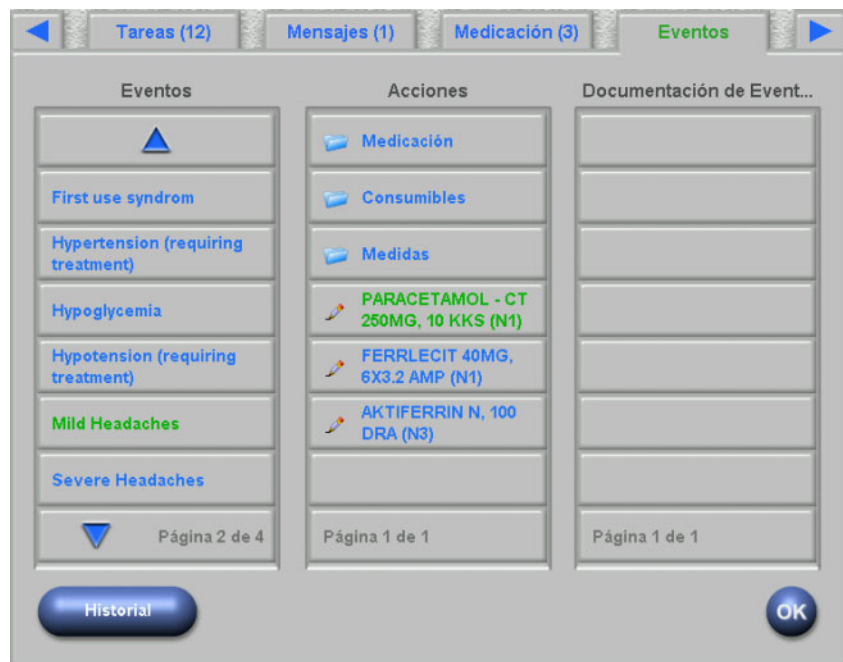 Tareas (12)
Mensajes (1)
Medicación (3)
Eventos
Eventos
Acciones
Documentación de Event...
First use syndrom
Hypertension (requiring
treatment)
Hypoglycemia
Hypotension (requiring
treatment)
Mild Headaches
Severe Headaches
Página 2 de 4
Medicación
Consumibles
Medidas
PARACETAMOL - CT
250MG, 10 KKS (N1)
FERRLECIT 40MG,
6X3.2 AMP (N1)
AKTIFERRIN N, 100
DRA (N3)
Página 1 de 1
Página 1 de 1
Historial
OK